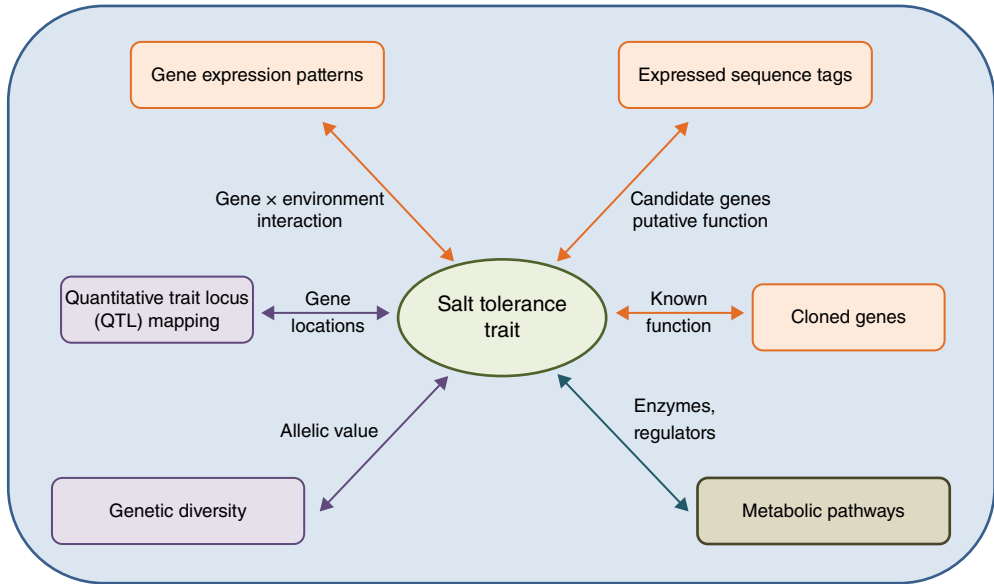 Gene expression patterns
Expressed sequence tags
Gene × environment
interaction
Candidate genes
putative function
Quantitative trait locus
(QTL) mapping
Gene
locations
Salt tolerance
trait
Known
function
Cloned genes
Allelic value
Enzymes,
regulators
Genetic diversity
Metabolic pathways